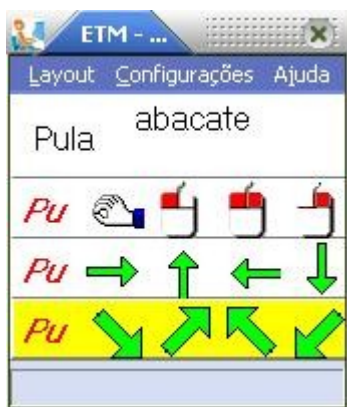 ETM - ...
Layout Configurações Ajuda
Pula abacate
Pu
Pu
Pu